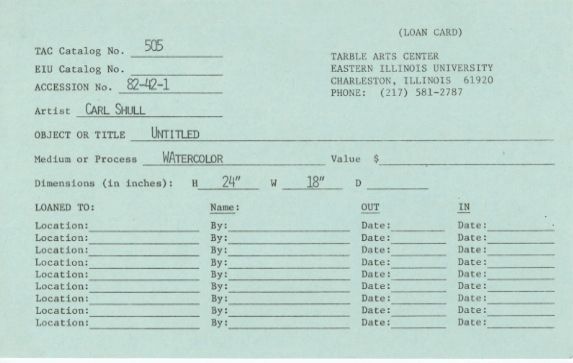 (LOAN CARD)
TAC Catalog No. 505
EIU Catalog No.
ACCESSION No. 82-42-1
TARBLE ARTS CENTER
EASTERN ILLINOIS UNIVERSITY
CHARLESTON, ILLINOIS 61920
PHONE: (217) 581-2787
Artist CARL SHULL
OBJECT OR TITLE UNTITLED
Medium or Process WATERCOLOR Value $
Dimensions (in inches): H 24" W 18" D
LOANED TO: Name: OUT IN
Location: By: Date: Date:
Location: By: Date: Date:
Location: By: Date: Date:
Location: By: Date: Date:
Location: By: Date: Date:
Location: By: Date: Date:
Location: By: Date: Date:
Location: By: Date: Date:
Location: By: Date: Date: